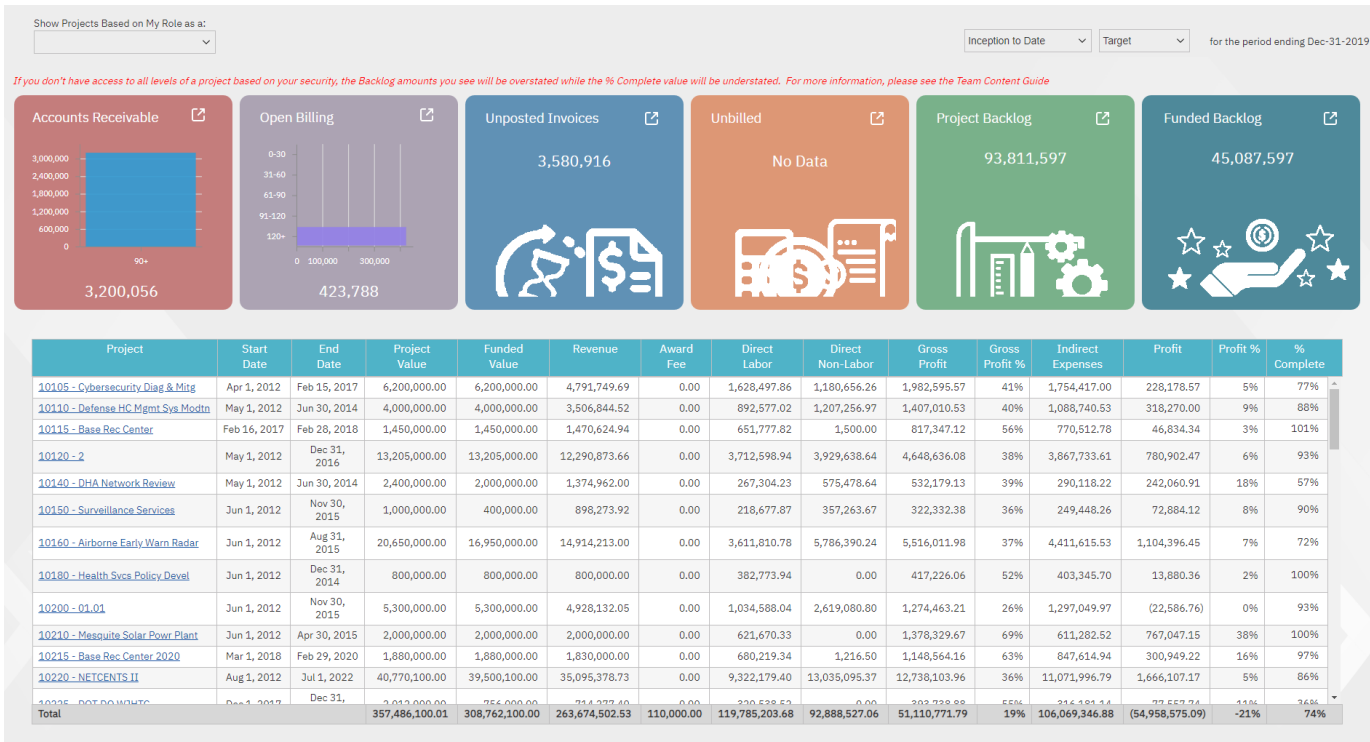 Show Projects Based on My Role as a:
Inception to Date Target for the period ending Dec-31-2019
If you don't have access to all levels of a project based on your security, the Backlog amounts you see will be overstated while the % Complete value will be understated. For more information, please see the Team Content Guide
Accounts Receivable
3,000,000
2,400,000
1,800,000
1,200,000
600,000
0
90+
3,200,056
Open Billing
0-30
31-60
61-90
91-120
120+
0 100,000 300,000
423,788
Unposted Invoices
3,580,916
Unbilled
No Data
Project Backlog
93,811,597
Funded Backlog
45,087,597
Project Start Date End Date Project Value Funded Value Revenue Award Fee Direct Labor Direct Non-Labor Gross Profit Gross Profit % Indirect Expenses Profit Profit % % Complete
10105 - Cybersecurity Diag & Mitg Apr 1, 2012 Feb 15, 2017 6,200,000.00 6,200,000.00 4,791,749.69 0.00 1,628,497.86 1,180,656.26 1,982,595.57 41% 1,754,417.00 228,178.57 5% 77%
10110 - Defense HC Mgmt Sys Modtn May 1, 2012 Jun 30, 2014 4,000,000.00 4,000,000.00 3,506,844.52 0.00 892,577.02 1,207,256.97 1,407,010.53 40% 1,088,740.53 318,270.00 9% 88%
10115 - Base Rec Center Feb 16, 2017 Feb 28, 2018 1,450,000.00 1,450,000.00 1,470,624.94 0.00 651,777.82 1,500.00 817,347.12 56% 770,512.78 46,834.34 3% 101%
10120 - 2 May 1, 2012 Dec 31, 2016 13,205,000.00 13,205,000.00 12,290,873.66 0.00 3,712,598.94 3,929,638.64 4,648,636.08 38% 3,867,733.61 780,902.47 6% 93%
10140 - DHA Network Review May 1, 2012 Jun 30, 2014 2,400,000.00 2,000,000.00 1,374,962.00 0.00 267,304.23 575,478.64 532,179.13 39% 290,118.22 242,060.91 18% 57%
10150 - Surveillance Services Jun 1, 2012 Nov 30, 2015 1,000,000.00 400,000.00 898,273.92 0.00 218,677.87 357,263.67 322,332.38 36% 249,448.26 72,884.12 8% 90%
10160 - Airborne Early Warn Radar Jun 1, 2012 Aug 31, 2015 20,650,000.00 16,950,000.00 14,914,213.00 0.00 3,611,810.78 5,786,390.24 5,516,011.98 37% 4,411,615.53 1,104,396.45 7% 72%
10180 - Health Svcs Policy Devel Jun 1, 2012 Dec 31, 2014 800,000.00 800,000.00 800,000.00 0.00 382,773.94 0.00 417,226.06 52% 403,345.70 13,880.36 2% 100%
10200 - 01.01 Jun 1, 2012 Nov 30, 2015 5,300,000.00 5,300,000.00 4,928,132.05 0.00 1,034,588.04 2,619,080.80 1,274,463.21 26% 1,297,049.97 (22,586.76) 0% 93%
10210 - Mesquite Solar Powr Plant Jun 1, 2012 Apr 30, 2015 2,000,000.00 2,000,000.00 2,000,000.00 0.00 621,670.33 0.00 1,378,329.67 69% 611,282.52 767,047.15 38% 100%
10215 - Base Rec Center 2020 Mar 1, 2018 Feb 29, 2020 1,880,000.00 1,880,000.00 1,830,000.00 0.00 680,219.34 1,216.50 1,148,564.16 63% 847,614.94 300,949.22 16% 97%
10220 - NETCENTS II Aug 1, 2012 Jul 1, 2022 40,770,100.00 39,500,100.00 35,095,378.73 0.00 9,322,179.40 13,035,095.37 12,738,103.96 36% 11,071,996.79 1,666,107.17 5% 86%
Dec 31,
Total 357,486,100.01 308,762,100.00 263,674,502.53 110,000.00 119,785,203.68 92,888,527.06 51,110,771.79 19% 106,069,346.88 (54,958,575.09) -21% 74%